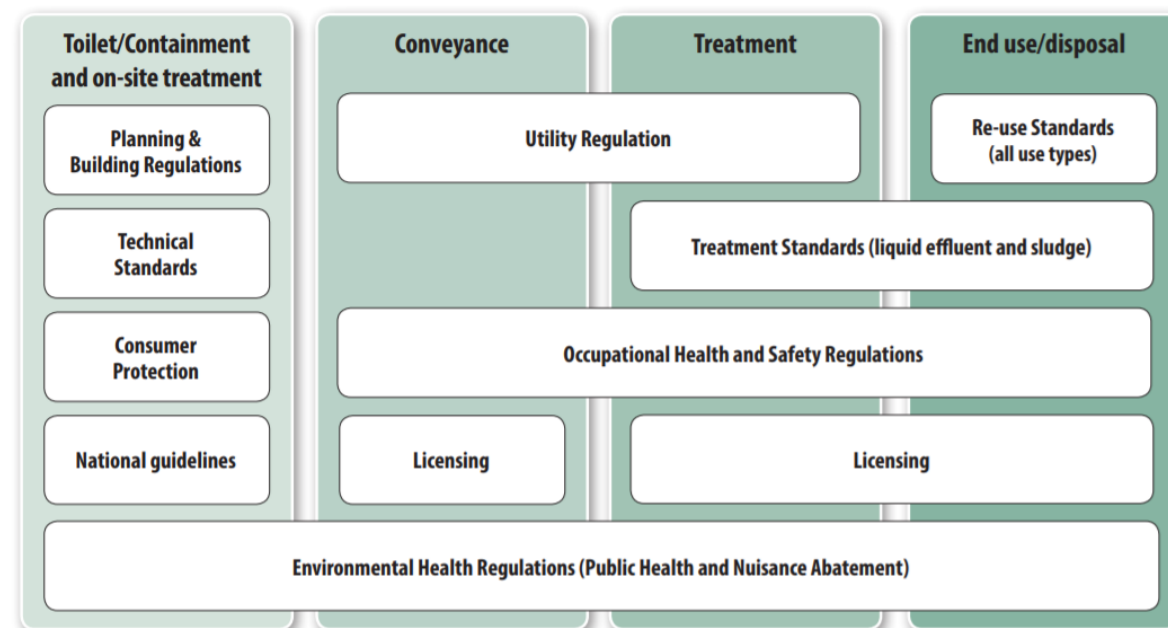 Toilet/Containment
and on-site treatment
Conveyance
Treatment
End use/disposal
Planning &
Building Regulations
Utility Regulation
Re-use Standards
(all use types)
Technical
Standards
Treatment Standards (liquid effluent and sludge)
Consumer
Protection
Occupational Health and Safety Regulations
National guidelines
Licensing
Licensing
Environmental Health Regulations (Public Health and Nuisance Abatement)